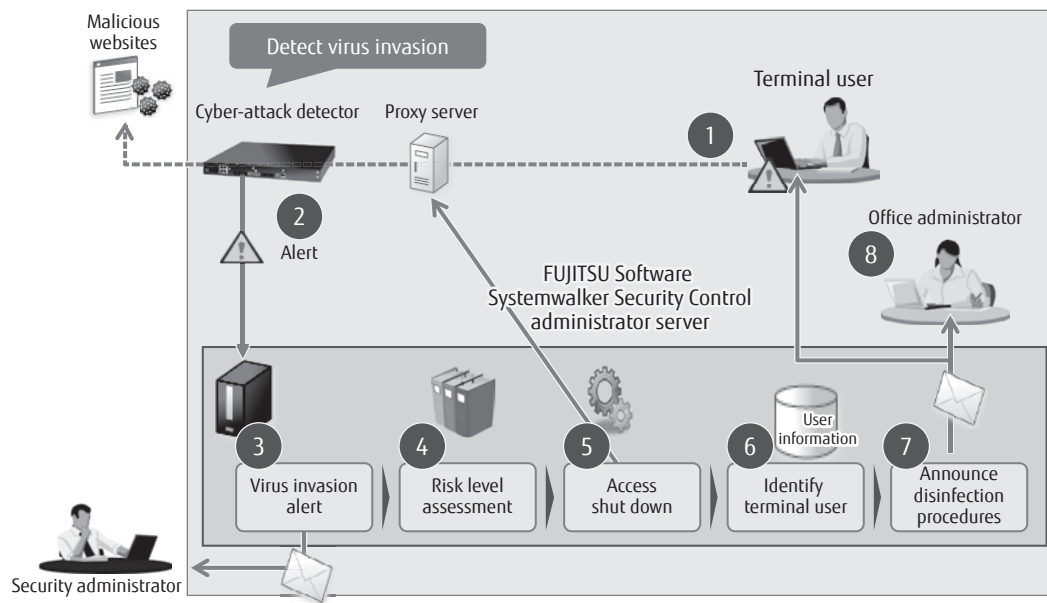 Malicious
websites
Detect virus invasion
Cyber-attack detector
Proxy server
Terminal user
1
2
Alert
Office administrator
8
FUJITSU Software
Systemwalker Security Control
administrator server
User
information
3
4
5
6
7
Virus invasion
alert
Risk level
assessment
Access
shut down
Identify
terminal user
Announce
disinfection
procedures
Security administrator